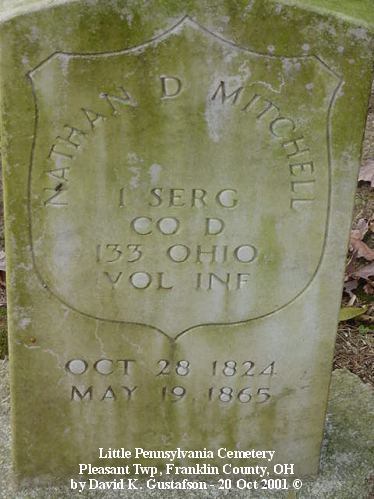 NATHAN D MITCHELL
1 SERG
CO D
133 OHIO
VOL INF
OCT 28 1824
MAY 19, 1865
Little Pennsylvania Cemetery
Pleasant Twp, Franklin County, OH
by David K. Gustafson - 20 Oct 2001 ©